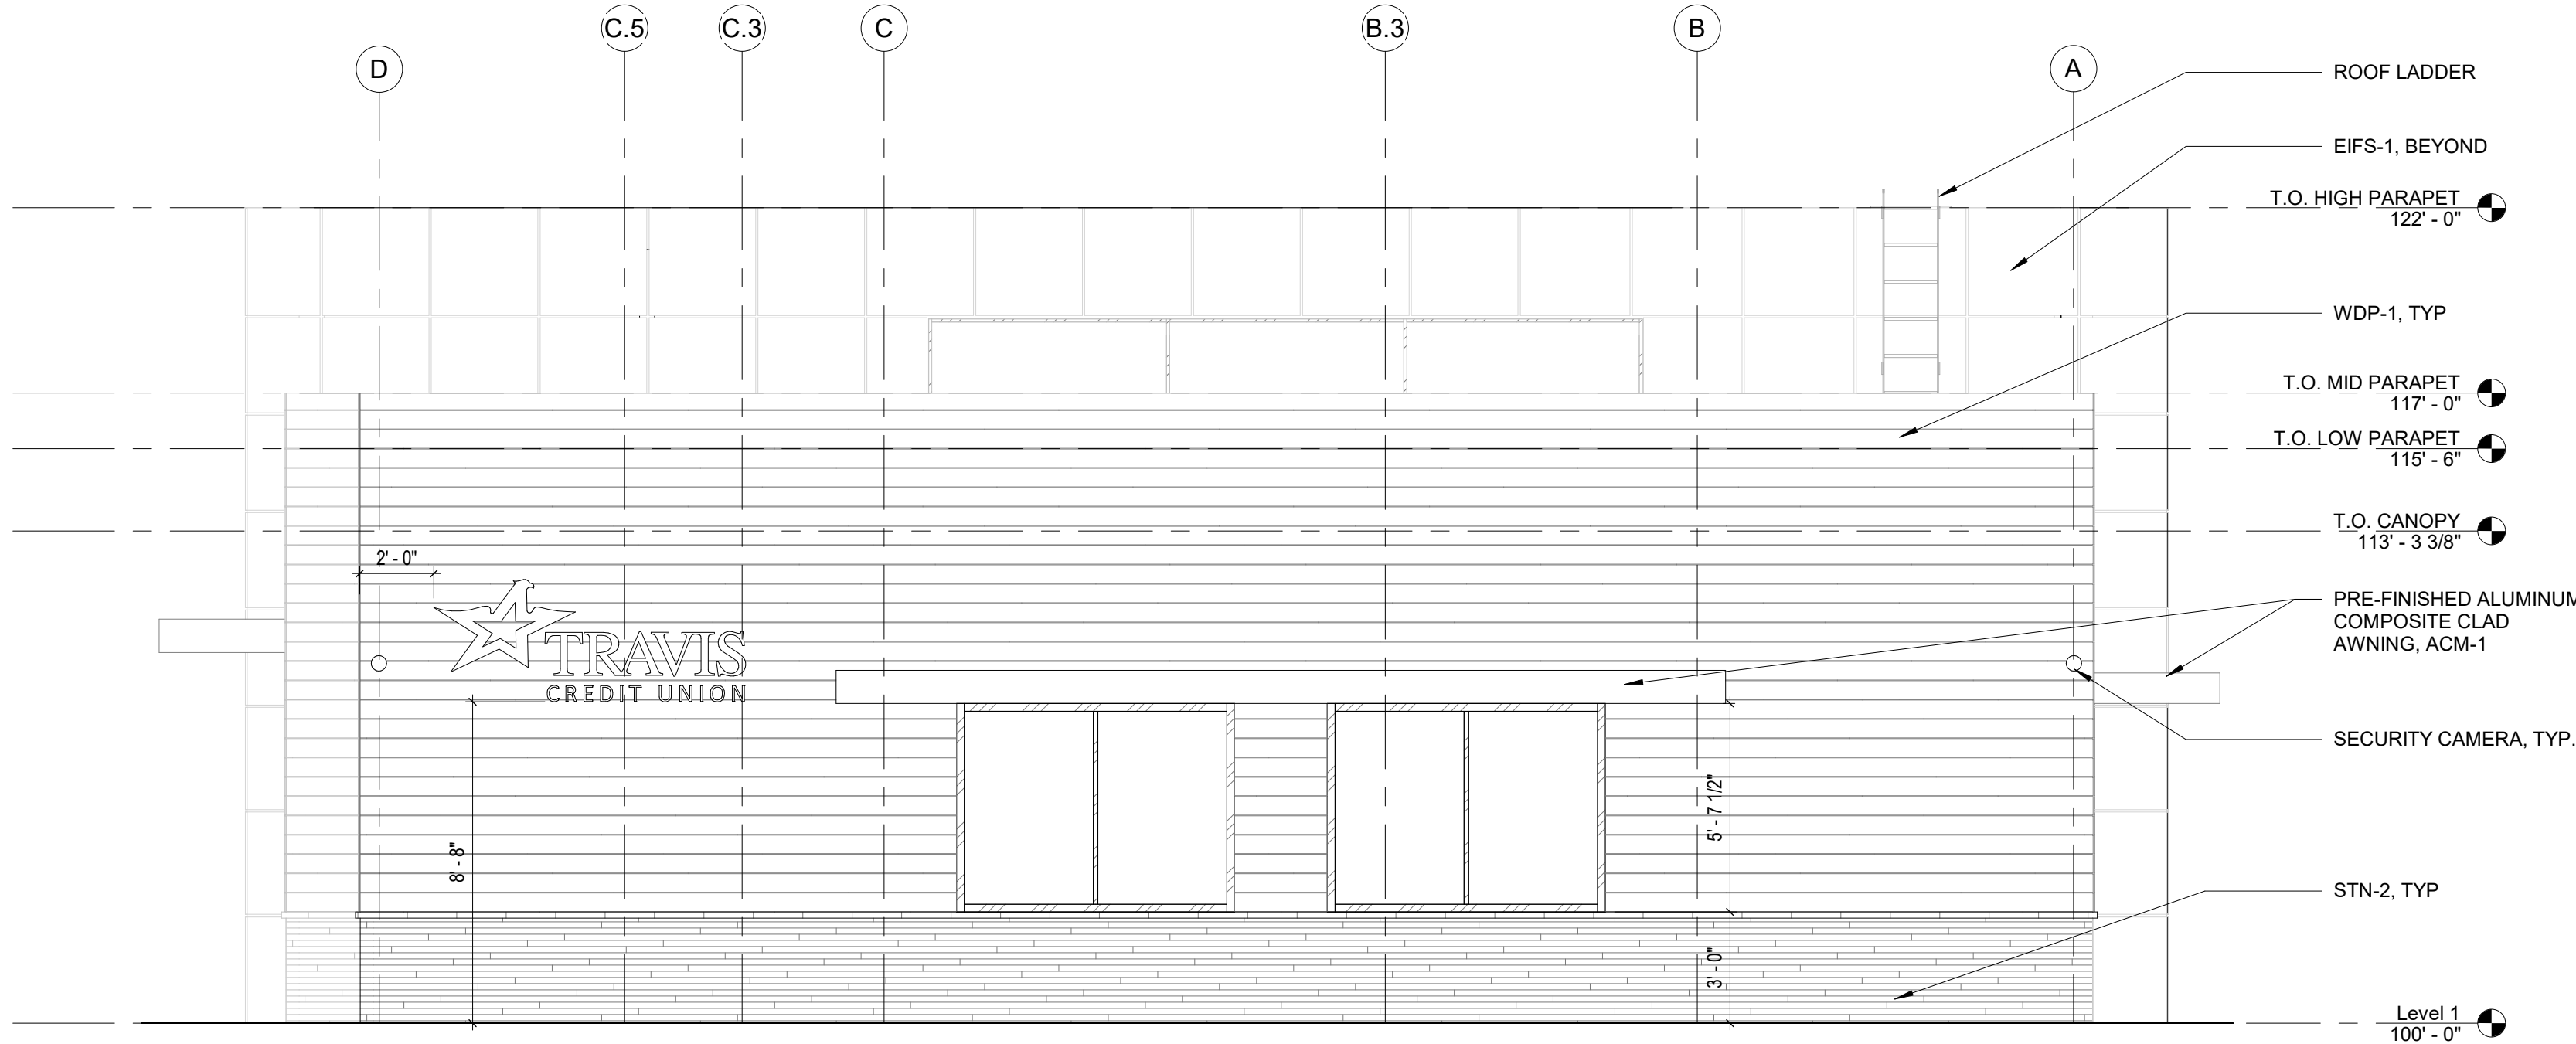 C.5
C.3
C
B.3
B
D
A
ROOF LADDER
EIFS-1, BEYOND
T.O. HIGH PARAPET
122' - 0"
WDP-1, TYP
T.O. MID PARAPET
117' - 0"
T.O. LOW PARAPET
115' - 6"
T.O. CANOPY
113' - 3 3/8"
2' - 0"
PRE-FINISHED ALUMINUM
COMPOSITE CLAD
AWNING, ACM-1
TRAVIS
CREDIT UNION
SECURITY CAMERA, TYP.
5' - 7 1/2"
8' - 8"
STN-2, TYP
3' - 0"
Level 1
100' - 0"